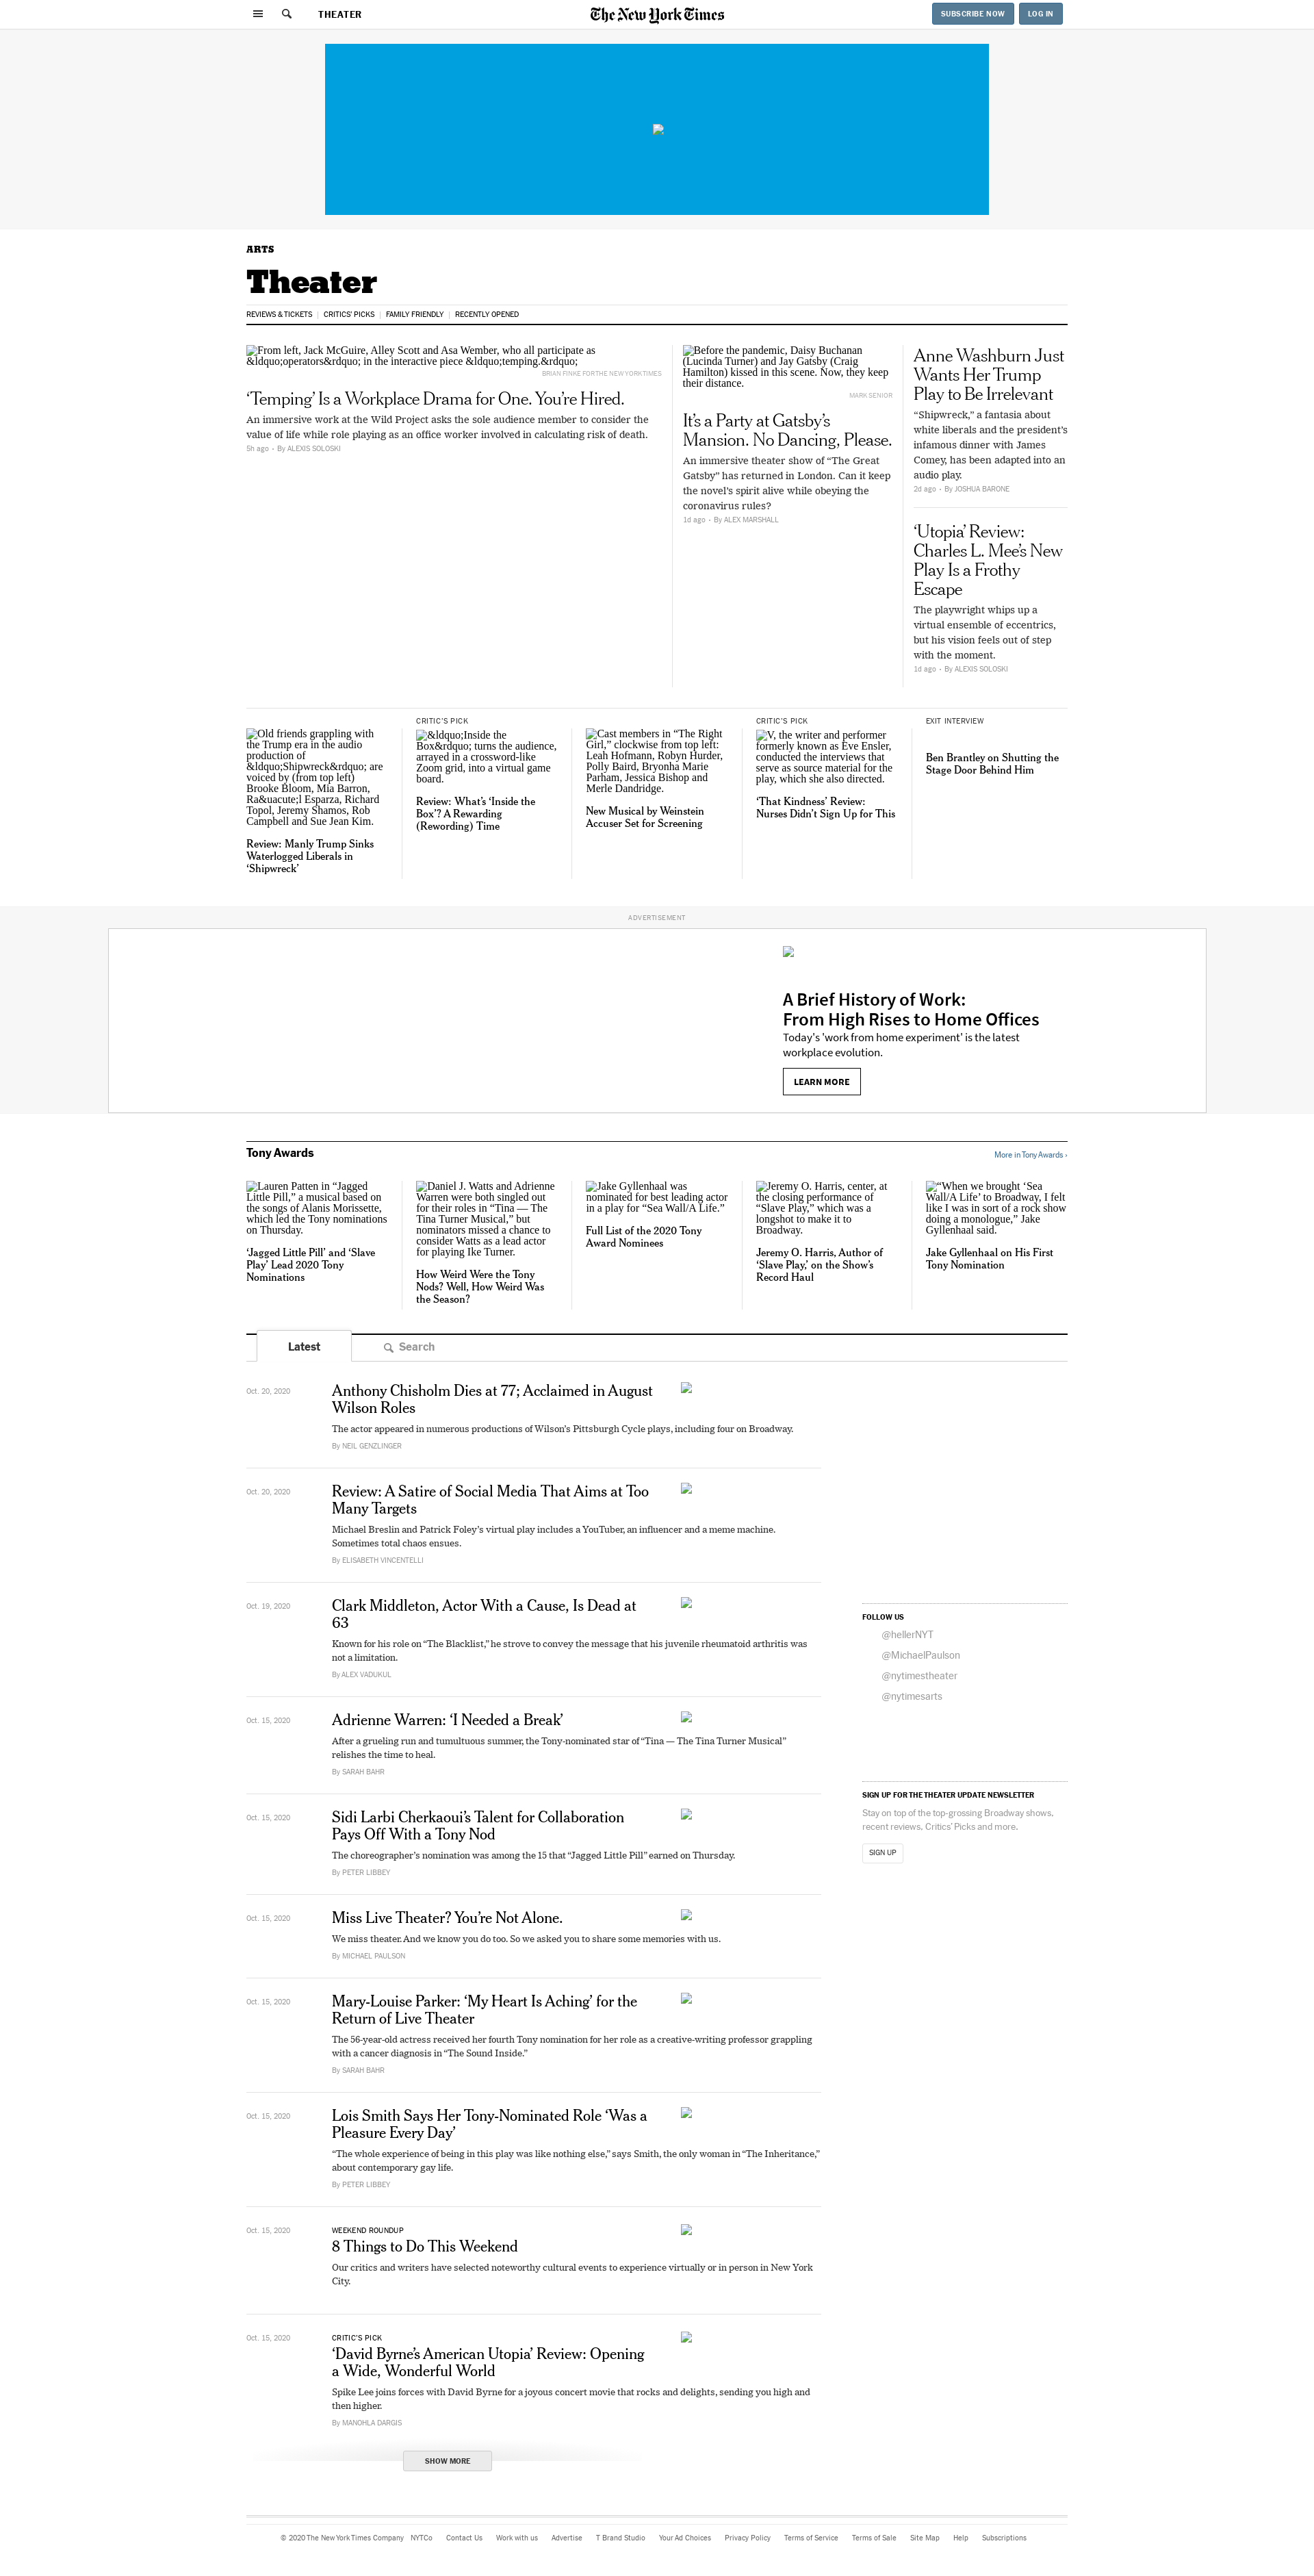 THEATER
The New York Times
SUBSCRIBE NOW
LOG IN
ARTS
Theater
REVIEWS & TICKETS | CRITICS' PICKS | FAMILY FRIENDLY | RECENTLY OPENED
From left, Jack McGuire, Alley Scott and Asa Wember, who all participate as
&ldquo;operators&rdquo; in the interactive piece &ldquo;temping.&rdquo;
BRIAN FINKE FOR THE NEW YORK TIMES
‘Temping’ Is a Workplace Drama for One. You’re Hired.
An immersive work at the Wild Project asks the sole audience member to consider the
value of life while role playing as an office worker involved in calculating risk of death.
5h ago - By ALEXIS SOLOSKI
Before the pandemic, Daisy Buchanan
(Lucinda Turner) and Jay Gatsby (Craig
Hamilton) kissed in this scene. Now, they keep
their distance.
MARK SENIOR
It’s a Party at Gatsby’s
Mansion. No Dancing, Please.
An immersive theater show of “The Great
Gatsby” has returned in London. Can it keep
the novel’s spirit alive while obeying the
coronavirus rules?
1d ago - By ALEX MARSHALL
Anne Washburn Just
Wants Her Trump
Play to Be Irrelevant
“Shipwreck,” a fantasia about
white liberals and the president’s
infamous dinner with James
Comey, has been adapted into an
audio play.
2d ago - By JOSHUA BARONE
‘Utopia’ Review:
Charles L. Mee’s New
Play Is a Frothy
Escape
The playwright whips up a
virtual ensemble of eccentrics,
but his vision feels out of step
with the moment.
1d ago - By ALEXIS SOLOSKI
Old friends grappling with
the Trump era in the audio
production of
&ldquo;Shipwreck&rdquo; are
voiced by (from top left)
Brooke Bloom, Mia Barron,
Ra&uacute;l Esparza, Richard
Topol, Jeremy Shamos, Rob
Campbell and Sue Jean Kim.
Review: Manly Trump Sinks
Waterlogged Liberals in
‘Shipwreck’
CRITIC’S PICK
&ldquo;Inside the
Box&rdquo; turns the audience,
arrayed in a crossword-like
Zoom grid, into a virtual game
board.
Review: What’s ‘Inside the
Box’? A Rewarding
(Rewording) Time
Cast members in “The Right
Girl,” clockwise from top left:
Leah Hofmann, Robyn Hurder,
Polly Baird, Bryonha Marie
Parham, Jessica Bishop and
Merle Dandridge.
New Musical by Weinstein
Accuser Set for Screening
CRITIC’S PICK
V, the writer and performer
formerly known as Eve Ensler,
conducted the interviews that
serve as source material for the
play, which she also directed.
‘That Kindness’ Review:
Nurses Didn’t Sign Up for This
EXIT INTERVIEW
Ben Brantley on Shutting the
Stage Door Behind Him
ADVERTISEMENT
A Brief History of Work:
From High Rises to Home Offices
Today's 'work from home experiment' is the latest
workplace evolution.
LEARN MORE
Tony Awards
More in Tony Awards ›
Lauren Patten in “Jagged
Little Pill,” a musical based on
the songs of Alanis Morissette,
which led the Tony nominations
on Thursday.
‘Jagged Little Pill’ and ‘Slave
Play’ Lead 2020 Tony
Nominations
Daniel J. Watts and Adrienne
Warren were both singled out
for their roles in “Tina — The
Tina Turner Musical,” but
nominators missed a chance to
consider Watts as a lead actor
for playing Ike Turner.
How Weird Were the Tony
Nods? Well, How Weird Was
the Season?
Jake Gyllenhaal was
nominated for best leading actor
in a play for “Sea Wall/A Life.”
Full List of the 2020 Tony
Award Nominees
Jeremy O. Harris, center, at
the closing performance of
“Slave Play,” which was a
longshot to make it to
Broadway.
Jeremy O. Harris, Author of
‘Slave Play,’ on the Show’s
Record Haul
“When we brought ‘Sea
Wall/A Life’ to Broadway, I felt
like I was in sort of a rock show
doing a monologue,” Jake
Gyllenhaal said.
Jake Gyllenhaal on His First
Tony Nomination
Latest
Search
Oct. 20, 2020
Anthony Chisholm Dies at 77; Acclaimed in August
Wilson Roles
The actor appeared in numerous productions of Wilson’s Pittsburgh Cycle plays, including four on Broadway.
By NEIL GENZLINGER
Oct. 20, 2020
Review: A Satire of Social Media That Aims at Too
Many Targets
Michael Breslin and Patrick Foley’s virtual play includes a YouTuber, an influencer and a meme machine.
Sometimes total chaos ensues.
By ELISABETH VINCENTELLI
Oct. 19, 2020
Clark Middleton, Actor With a Cause, Is Dead at
63
Known for his role on “The Blacklist,” he strove to convey the message that his juvenile rheumatoid arthritis was
not a limitation.
By ALEX VADUKUL
Oct. 15, 2020
Adrienne Warren: ‘I Needed a Break’
After a grueling run and tumultuous summer, the Tony-nominated star of “Tina — The Tina Turner Musical”
relishes the time to heal.
By SARAH BAHR
Oct. 15, 2020
Sidi Larbi Cherkaoui’s Talent for Collaboration
Pays Off With a Tony Nod
The choreographer’s nomination was among the 15 that “Jagged Little Pill” earned on Thursday.
By PETER LIBBEY
Oct. 15, 2020
Miss Live Theater? You’re Not Alone.
We miss theater. And we know you do too. So we asked you to share some memories with us.
By MICHAEL PAULSON
Oct. 15, 2020
Mary-Louise Parker: ‘My Heart Is Aching’ for the
Return of Live Theater
The 56-year-old actress received her fourth Tony nomination for her role as a creative-writing professor grappling
with a cancer diagnosis in “The Sound Inside.”
By SARAH BAHR
Oct. 15, 2020
Lois Smith Says Her Tony-Nominated Role ‘Was a
Pleasure Every Day’
“The whole experience of being in this play was like nothing else,” says Smith, the only woman in “The Inheritance,”
about contemporary gay life.
By PETER LIBBEY
Oct. 15, 2020
WEEKEND ROUNDUP
8 Things to Do This Weekend
Our critics and writers have selected noteworthy cultural events to experience virtually or in person in New York
City.
Oct. 15, 2020
CRITIC’S PICK
‘David Byrne’s American Utopia’ Review: Opening
a Wide, Wonderful World
Spike Lee joins forces with David Byrne for a joyous concert movie that rocks and delights, sending you high and
then higher.
By MANOHLA DARGIS
SHOW MORE
FOLLOW US
@hellerNYT
@MichaelPaulson
@nytimestheater
@nytimesarts
SIGN UP FOR THE THEATER UPDATE NEWSLETTER
Stay on top of the top-grossing Broadway shows,
recent reviews, Critics’ Picks and more.
SIGN UP
© 2020 The New York Times Company NYTCo Contact Us Work with us Advertise T Brand Studio Your Ad Choices Privacy Policy Terms of Service Terms of Sale Site Map Help Subscriptions